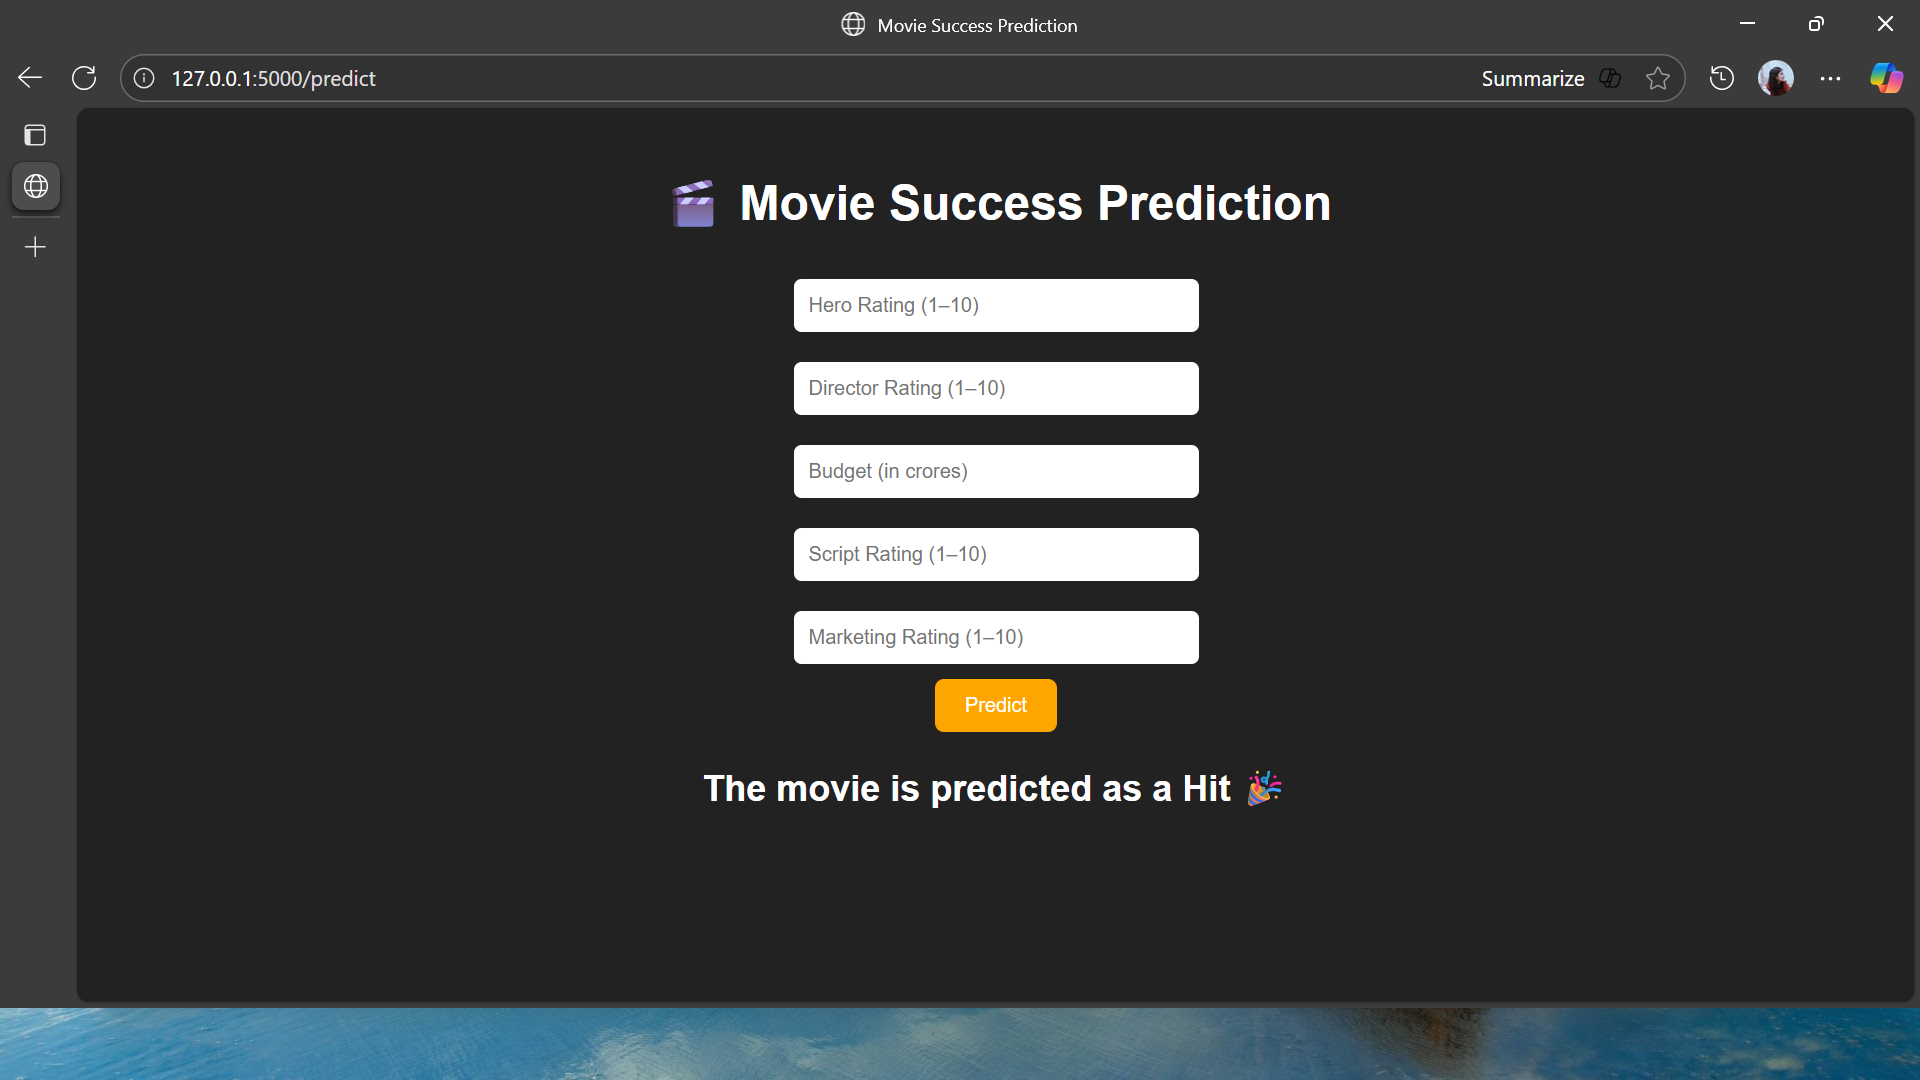 Movie Success Prediction
127.0.0.1:5000/predict
Summarize
🎬 Movie Success Prediction
Hero Rating (1–10)
Director Rating (1–10)
Budget (in crores)
Script Rating (1–10)
Marketing Rating (1–10)
Predict
The movie is predicted as a Hit 🎉